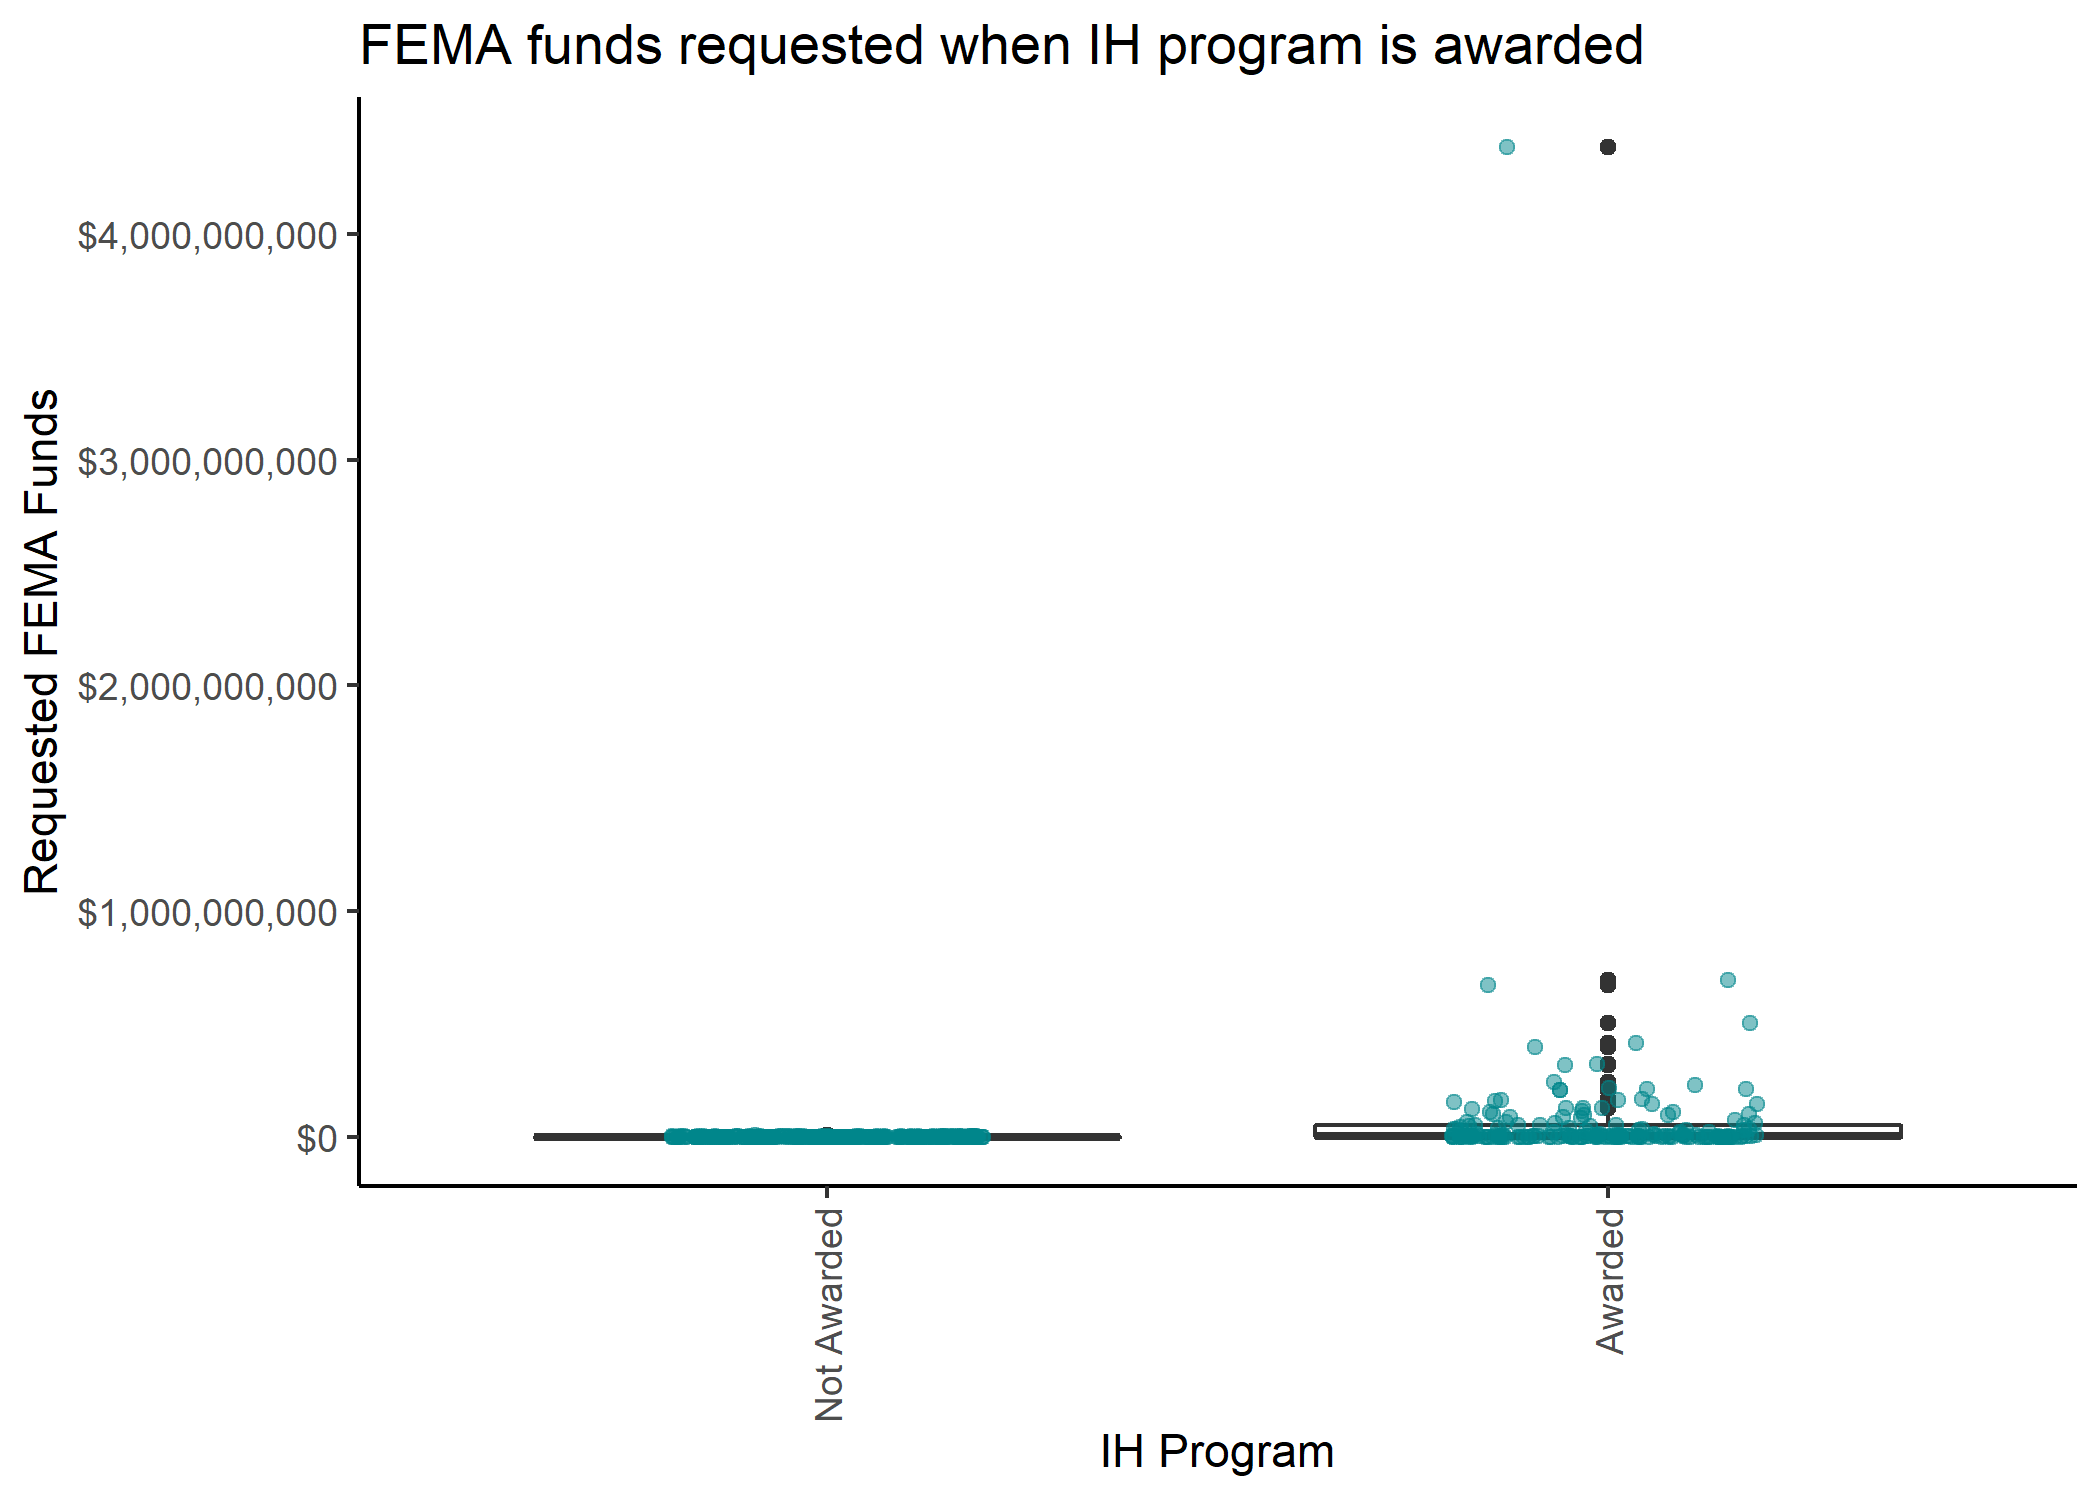 FEMA funds requested when IH program is awarded
Requested FEMA Funds
$4,000,000,000
$3,000,000,000
$2,000,000,000
$1,000,000,000
$0
Not Awarded
Awarded
IH Program